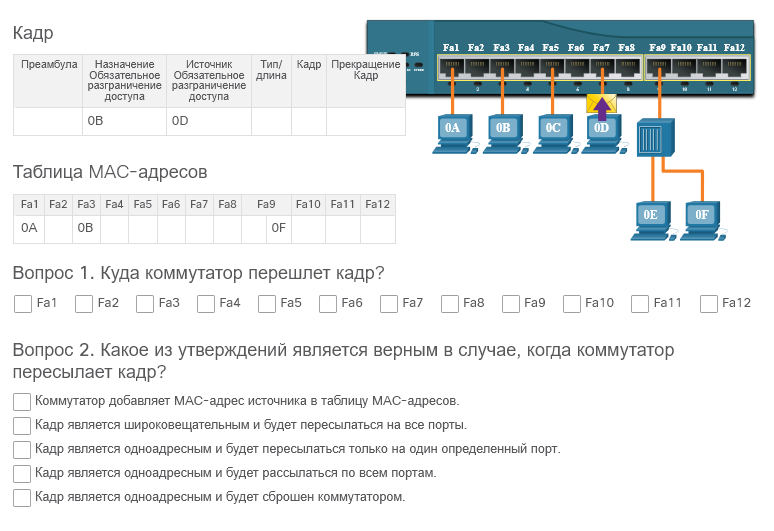 Кадр
Преамбула
Назначение
Обязательное
разграничение
доступа
Источник
Обязательное
разграничение
доступа
Тип/
длина
Кадр
Прекращение
Кадр
0B 0D
Fa1 Fa2 Fa3 Fa4 Fa5 Fa6 Fa7 Fa8 Fa9 Fa10 Fa11 Fa12
0A 0B 0C 0D
0E 0F
Таблица MAC-адресов
Fa1 Fa2 Fa3 Fa4 Fa5 Fa6 Fa7 Fa8 Fa9 Fa10 Fa11 Fa12
0A 0B 0F
Вопрос 1. Куда коммутатор перешлет кадр?
Fa1 Fa2 Fa3 Fa4 Fa5 Fa6 Fa7 Fa8 Fa9 Fa10 Fa11 Fa12
Вопрос 2. Какое из утверждений является верным в случае, когда коммутатор
пересылает кадр?
Коммутатор добавляет MAC-адрес источника в таблицу MAC-адресов.
Кадр является широковещательным и будет пересылаться на все порты.
Кадр является одноадресным и будет пересылаться только на один определенный порт.
Кадр является одноадресным и будет рассылаться по всем портам.
Кадр является одноадресным и будет сброшен коммутатором.